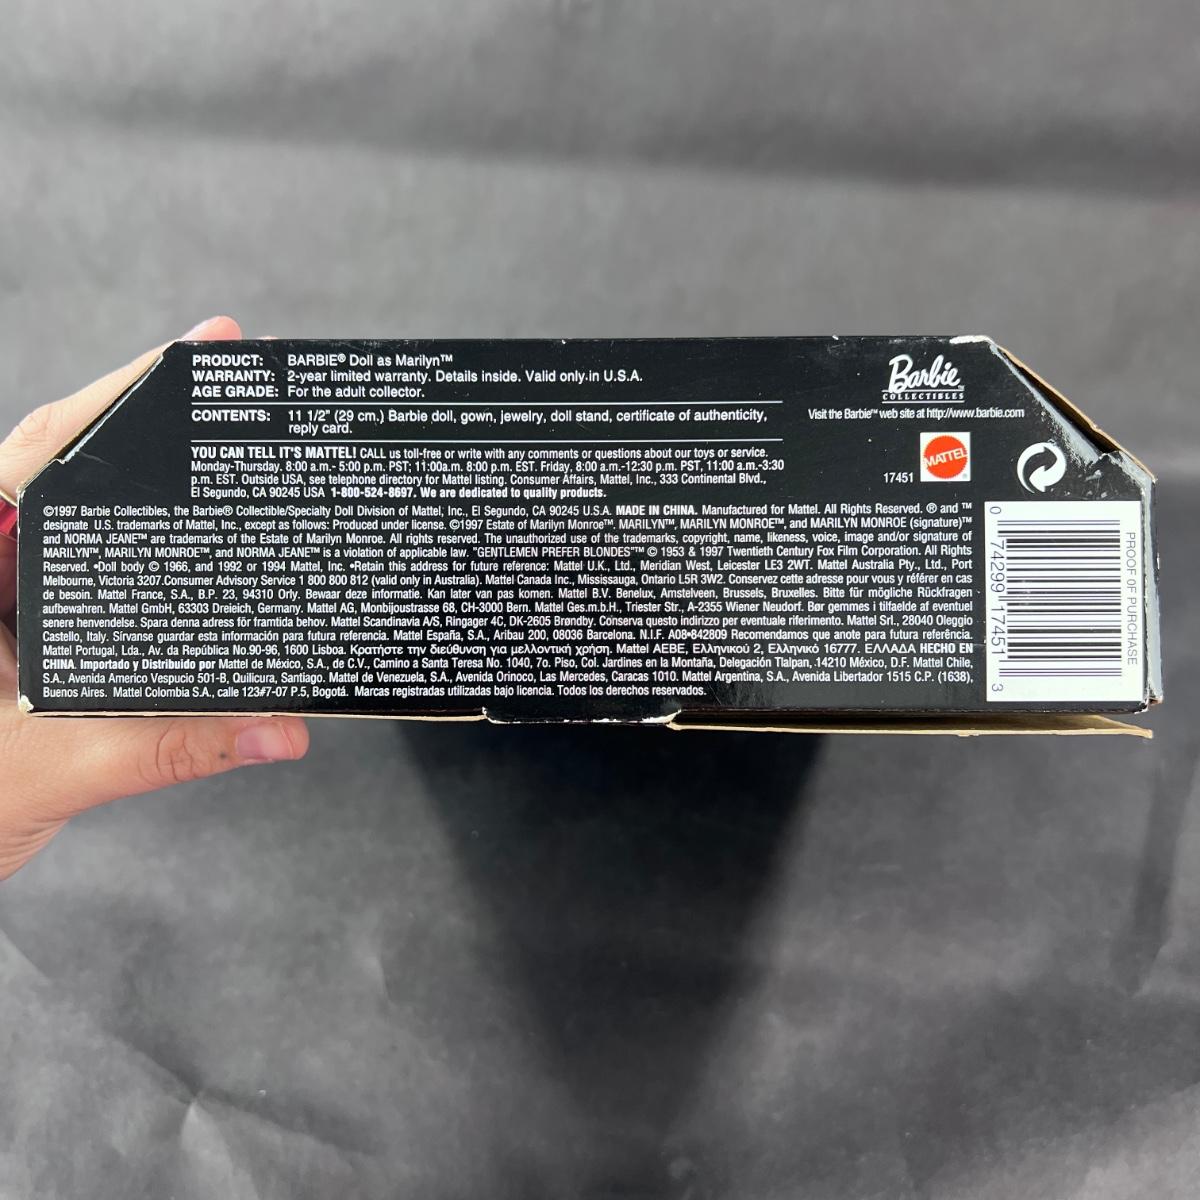 PRODUCT: BARBIE® Doll as Marilyn™
WARRANTY: 2-year limited warranty. Details inside. Valid only in U.S.A.
AGE GRADE: For the adult collector.
CONTENTS: 11 1/2" (29 cm.) Barbie doll, gown, jewelry, doll stand, certificate of authenticity,
reply card.
YOU CAN TELL IT'S MATTEL! CALL us toll-free or write with any comments or questions about our toys or service.
Monday-Thursday. 8:00 a.m.- 5:00 p.m. PST; 11:00a.m. 8:00 p.m. EST. Friday, 8:00 a.m.-12:30 p.m. PST, 11:00 a.m.-3:30
p.m. EST. Outside USA, see telephone directory for Mattel listing. Consumer Affairs, Mattel, Inc., 333 Continental Blvd.,
El Segundo, CA 90245 USA 1-800-524-8697. We are dedicated to quality products.
Barbie™
COLLECTIBLES
Visit the Barbie™ web site at http://www.barbie.com
17451
MATTEL
©1997 Barbie Collectibles, the Barbie® Collectible/Specialty Doll Division of Mattel, Inc., El Segundo, CA 90245 U.S.A. MADE IN CHINA. Manufactured for Mattel. All Rights Reserved. ® and ™
designate U.S. trademarks of Mattel, Inc., except as follows: Produced under license. ©1997 Estate of Marilyn Monroe™. MARILYN™, MARILYN MONROE™, and MARILYN MONROE (signature)™
and NORMA JEANE™ are trademarks of the Estate of Marilyn Monroe. All rights reserved. The unauthorized use of the trademarks, copyright, name, likeness, voice, image and/or signature of
MARILYN™, MARILYN MONROE™, and NORMA JEANE™ is a violation of applicable law. "GENTLEMEN PREFER BLONDES"™ © 1953 & 1997 Twentieth Century Fox Film Corporation. All Rights
Reserved. •Doll body © 1966, and 1992 or 1994 Mattel, Inc. •Retain this address for future reference: Mattel U.K., Ltd., Meridian West, Leicester LE3 2WT. Mattel Australia Pty., Ltd., Port
Melbourne, Victoria 3207.Consumer Advisory Service 1 800 800 812 (valid only in Australia). Mattel Canada Inc., Mississauga, Ontario L5R 3W2. Conservez cette adresse pour vous y référer en cas
de besoin. Mattel France, S.A., B.P. 23, 94310 Orly. Bewaar deze informatie. Kan later van pas komen. Mattel B.V. Benelux, Amstelveen, Brussels, Bruxelles. Bitte für mögliche Rückfragen
aufbewahren. Mattel GmbH, 63303 Dreieich, Germany. Mattel AG, Monbijoustrasse 68, CH-3000 Bern. Mattel Ges.m.b.H., Triester Str., A-2355 Wiener Neudorf. Bør gemmes i tilfaelde af eventuel
senere henvendelse. Spara denna adress för framtida behov. Mattel Scandinavia A/S, Ringager 4C, DK-2605 Brøndby. Conserva questo indirizzo per eventuale riferimento. Mattel Srl., 28040 Oleggio
Castello, Italy. Sírvanse guardar esta información para futura referencia. Mattel España, S.A., Aribau 200, 08036 Barcelona. N.I.F. A08•842809 Recomendamos que anote para futura referência.
Mattel Portugal, Lda., Av. da República No.90-96, 1600 Lisboa. Κρατήστε την διεύθυνση για μελλοντική χρήση. Mattel AEBE, Ελληνικού 2, Ελληνικό 16777. ΕΛΛΑΔΑ HECHO EN
CHINA. Importado y Distribuido por Mattel de México, S.A., de C.V., Camino a Santa Teresa No. 1040, 7o. Piso, Col. Jardines en la Montaña, Delegación Tlalpan, 14210 México, D.F. Mattel Chile,
S.A., Avenida Americo Vespucio 501-B, Quilicura, Santiago. Mattel de Venezuela, S.A., Avenida Orinoco, Las Mercedes, Caracas 1010. Mattel Argentina, S.A., Avenida Libertador 1515 C.P. (1638),
Buenos Aires. Mattel Colombia S.A., calle 123#7-07 P.5, Bogotá. Marcas registradas utilizadas bajo licencia. Todos los derechos reservados.
0 74299 17451 3
PROOF OF PURCHASE